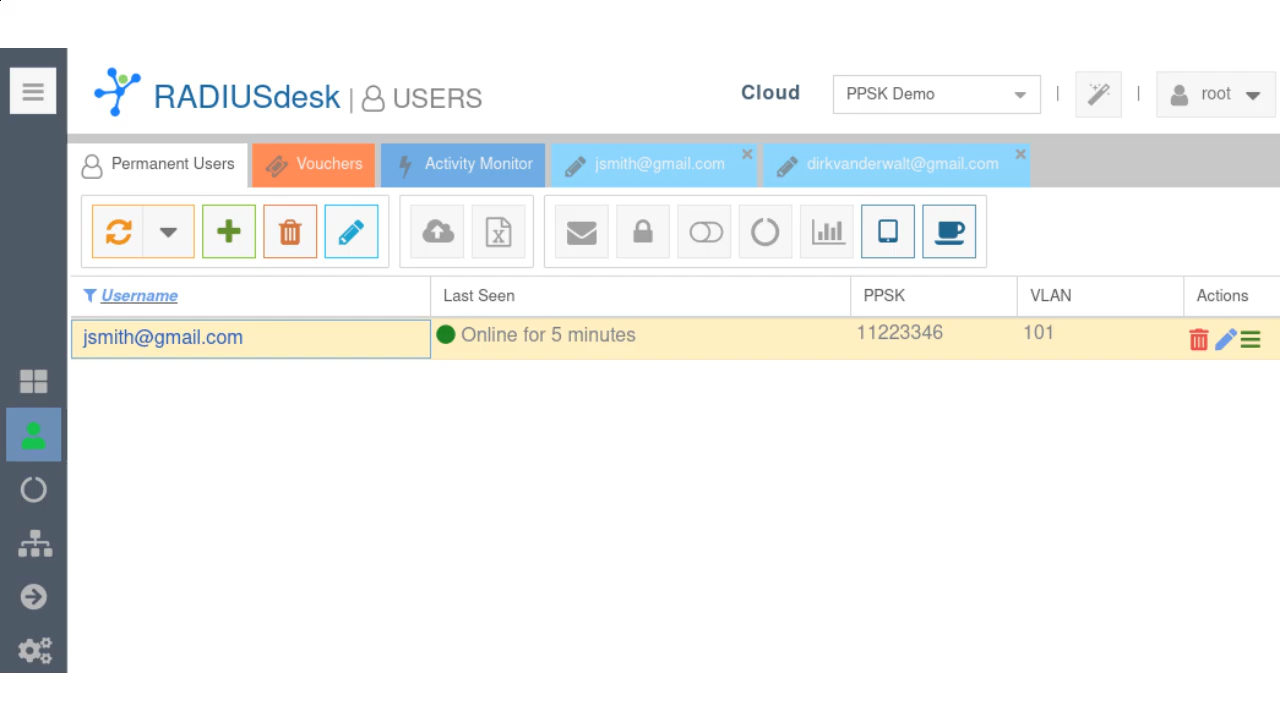 RADIUSdesk | USERS
Cloud PPSK Demo | | root
Permanent Users Vouchers Activity Monitor jsmith@gmail.com dirkvanderwalt@gmail.com
Username Last Seen PPSK VLAN Actions
jsmith@gmail.com Online for 5 minutes 11223346 101